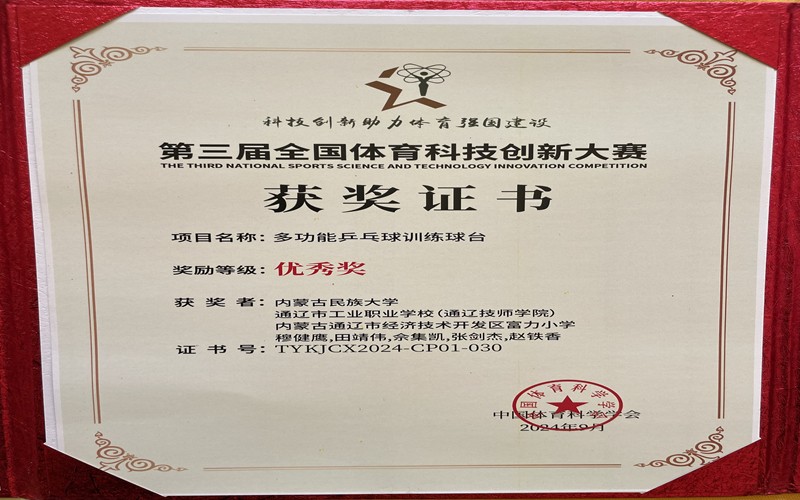 科技创新助力体育强国建设
第三届全国体育科技创新大赛
THE THIRD NATIONAL SPORTS SCIENCE AND TECHNOLOGY INNOVATION COMPETITION
获奖证书
项目名称：多功能乒乓球训练球台
奖励等级：优秀奖
获奖者：内蒙古民族大学
通辽市工业职业学校(通辽技师学院)
内蒙古通辽市经济技术开发区富力小学
穆健鹰,田靖伟,佘集凯,张剑杰,赵铁香
证书号：TYKJCX2024-CP01-030
中国体育科学学会
2024年9月